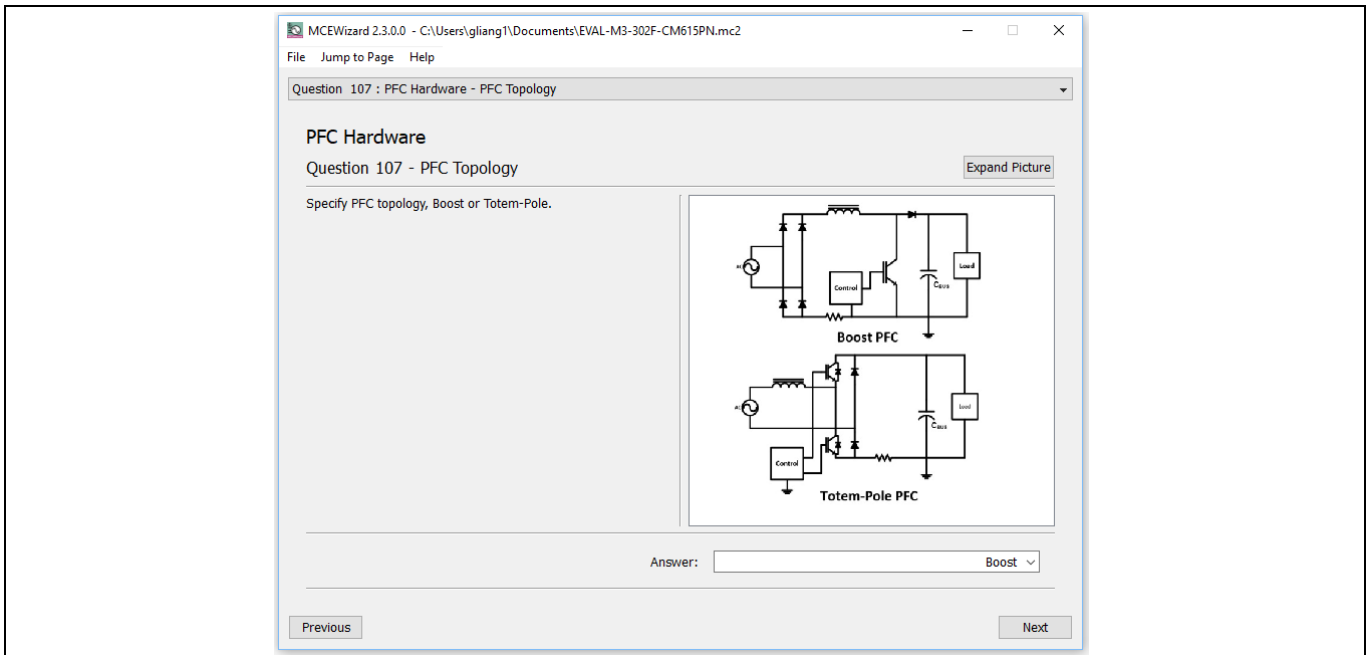 MCEWizard 2.3.0.0 - C:\Users\gliang1\Documents\EVAL-M3-302F-CM615PN.mc2
File Jump to Page Help
Question 107 : PFC Hardware - PFC Topology
PFC Hardware
Question 107 - PFC Topology
Expand Picture
Specify PFC topology, Boost or Totem-Pole.
Load
Control
CBUS
Boost PFC
Load
CBUS
Control
Totem-Pole PFC
Answer:
Boost
Previous
Next